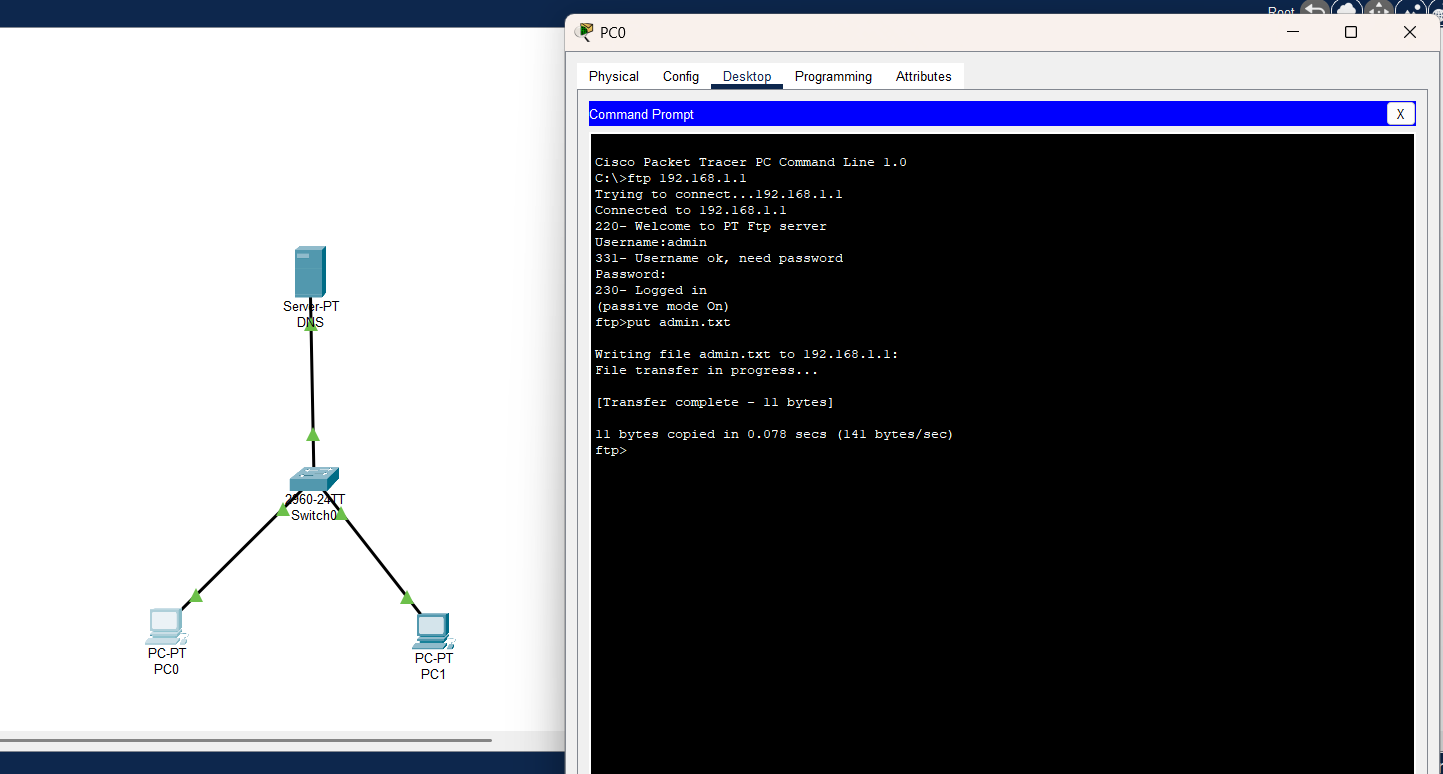 Root
PC0
Physical Config Desktop Programming Attributes
Command Prompt X
Cisco Packet Tracer PC Command Line 1.0
C:\>ftp 192.168.1.1
Trying to connect...192.168.1.1
Connected to 192.168.1.1
220- Welcome to PT Ftp server
Username:admin
331- Username ok, need password
Password:
230- Logged in
(passive mode On)
ftp>put admin.txt
Writing file admin.txt to 192.168.1.1:
File transfer in progress...
[Transfer complete - 11 bytes]
11 bytes copied in 0.078 secs (141 bytes/sec)
ftp>
Server-PT
DNS
2960-24TT
Switch0
PC-PT
PC0
PC-PT
PC1